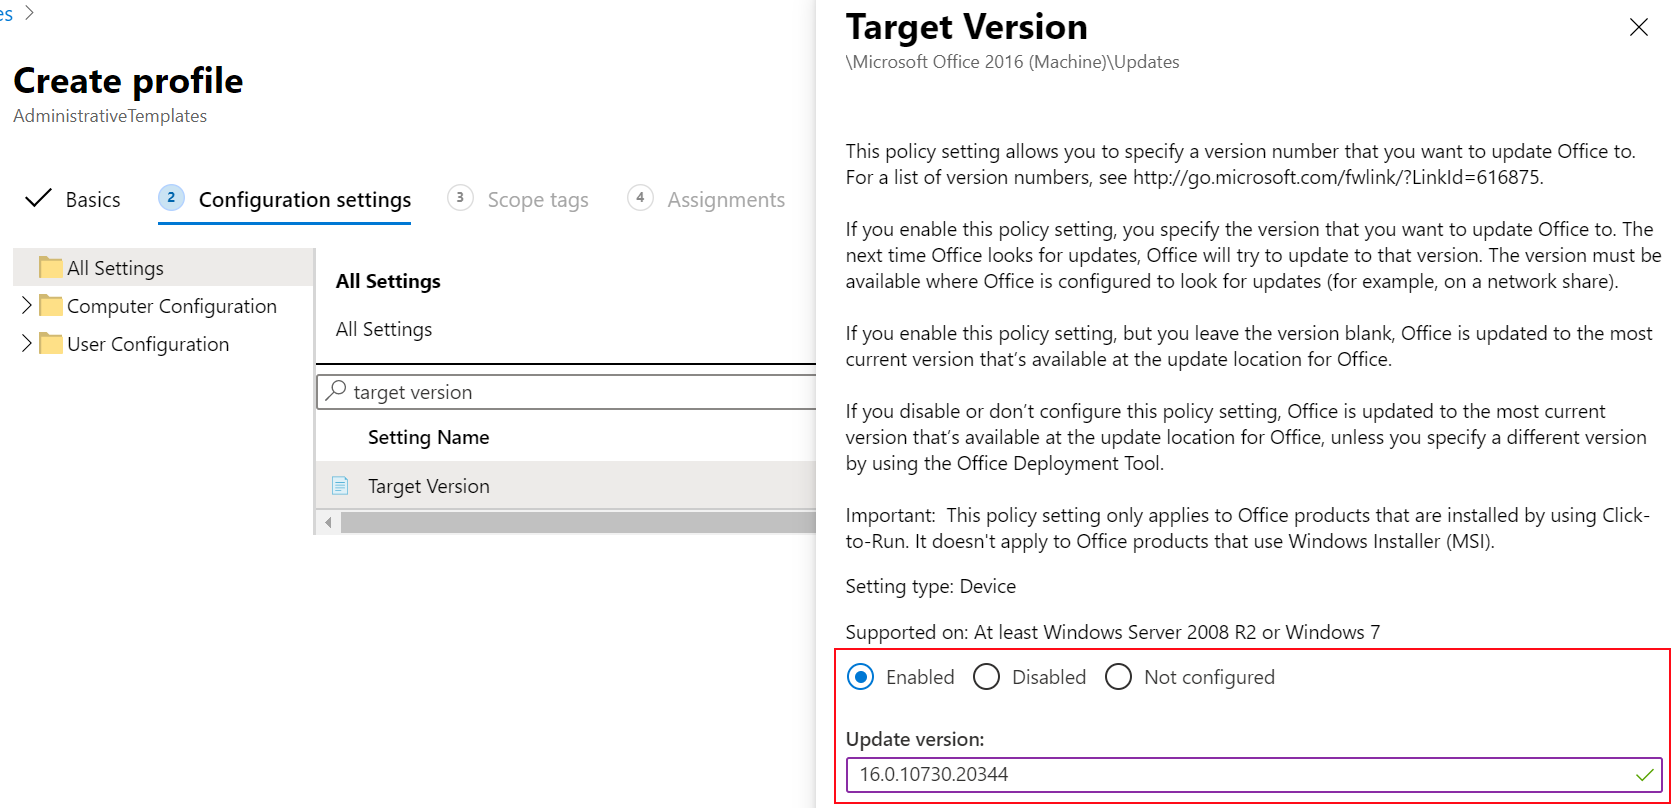 es >
Create profile
AdministrativeTemplates
Basics
2 Configuration settings
3 Scope tags
4 Assignments
All Settings
Computer Configuration
User Configuration
All Settings
All Settings
target version
Setting Name
Target Version
Target Version
\Microsoft Office 2016 (Machine)\Updates
This policy setting allows you to specify a version number that you want to update Office to.
For a list of version numbers, see http://go.microsoft.com/fwlink/?LinkId=616875.
If you enable this policy setting, you specify the version that you want to update Office to. The
next time Office looks for updates, Office will try to update to that version. The version must be
available where Office is configured to look for updates (for example, on a network share).
If you enable this policy setting, but you leave the version blank, Office is updated to the most
current version that’s available at the update location for Office.
If you disable or don’t configure this policy setting, Office is updated to the most current
version that’s available at the update location for Office, unless you specify a different version
by using the Office Deployment Tool.
Important:  This policy setting only applies to Office products that are installed by using Click-
to-Run. It doesn't apply to Office products that use Windows Installer (MSI).
Setting type: Device
Supported on: At least Windows Server 2008 R2 or Windows 7
Enabled
Disabled
Not configured
Update version:
16.0.10730.20344